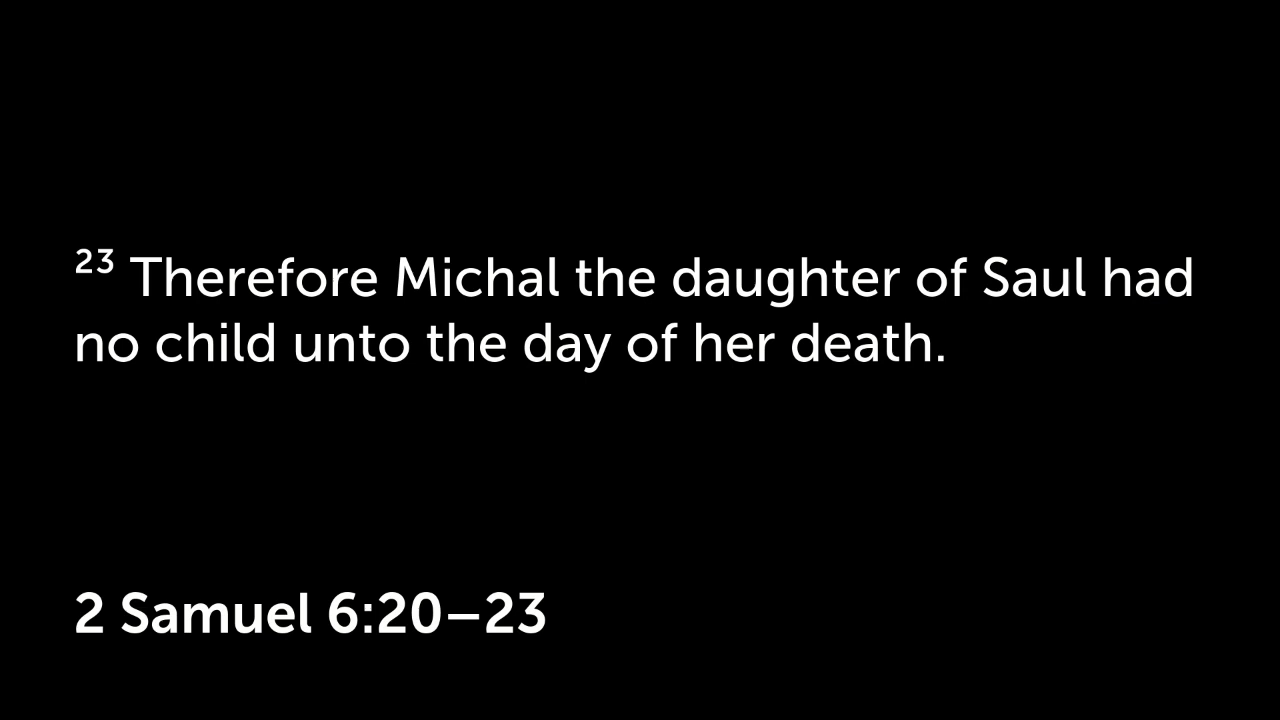 ²³ Therefore Michal the daughter of Saul had
no child unto the day of her death.
2 Samuel 6:20–23